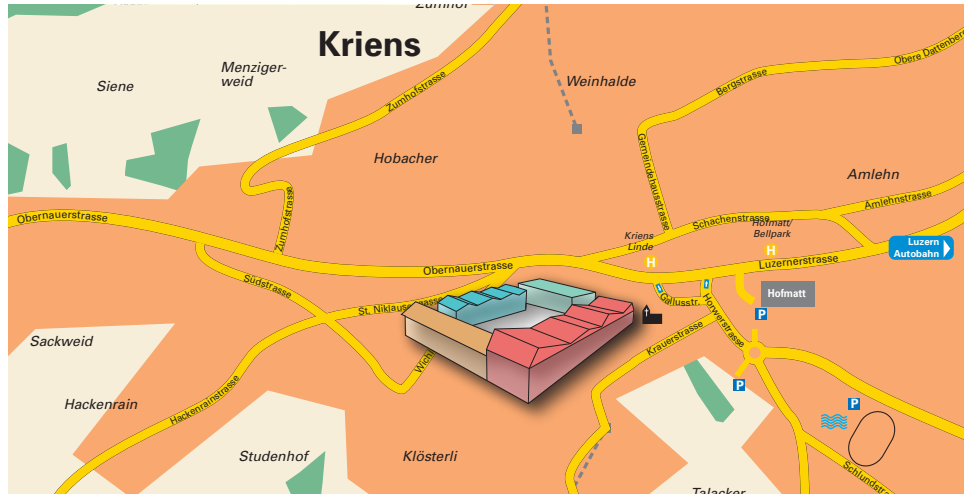 Zumhof
Kriens
Siene
Menziger-
weid
Zumhofstrasse
Weinhalde
Bergstrasse
Obere Dattenberg
Hobacher
Gemeindehausstrasse
Amlehn
Zumhofstrasse
Obernauerstrasse
Schachenstrasse
Amlehnstrasse
Kriens
Linde
Hofmatt/
Bellpark
H
H
Luzern
Autobahn
Obernauerstrasse
Luzernerstrasse
Südstrasse
St. Niklausengasse
Gallusstr.
Horwerstrasse
Hofmatt
P
Krauerstrasse
Sackweid
Hackenrain
Hackenrainstrasse
P
P
Studenhof
Klösterli
Schlundstr
Talacker